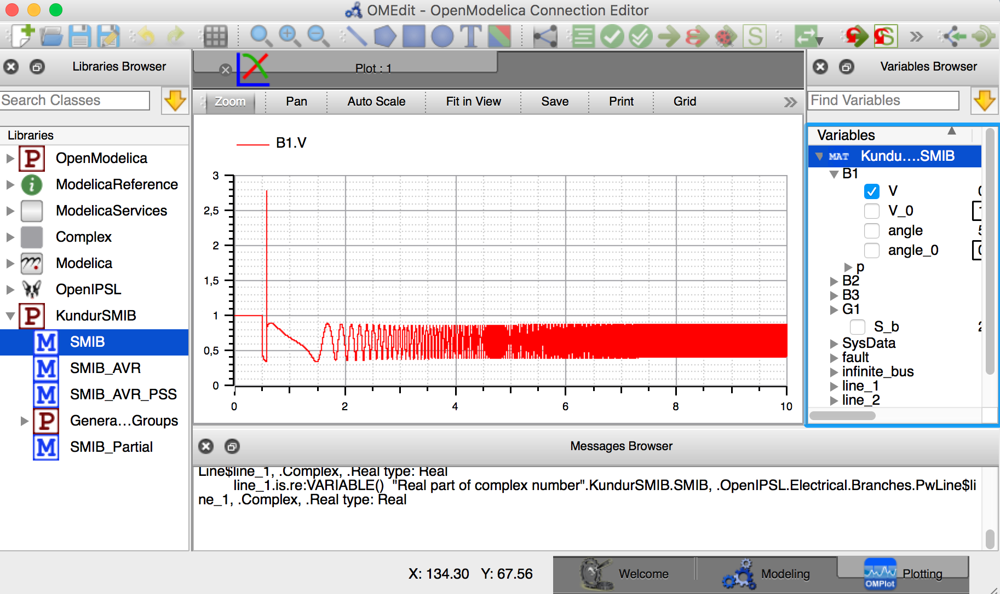 OMEdit - OpenModelica Connection Editor
Libraries Browser
Search Classes
Libraries
OpenModelica
ModelicaReference
ModelicaServices
Complex
Modelica
OpenIPSL
KundurSMIB
SMIB
SMIB_AVR
SMIB_AVR_PSS
Genera...Groups
SMIB_Partial
Plot : 1
Zoom
Pan
Auto Scale
Fit in View
Save
Print
Grid
B1.V
3
2,5
2
1,5
1
0,5
0
0
2
4
6
8
10
Variables Browser
Find Variables
Variables
MAT Kundu....SMIB
B1
V
V_0
angle
angle_0
p
B2
B3
G1
S_b
SysData
fault
infinite_bus
line_1
line_2
Messages Browser
Line$line_1, .Complex, .Real type: Real
line_1.is.re:VARIABLE() "Real part of complex number".KundurSMIB.SMIB, .OpenIPSL.Electrical.Branches.PwLine$li
ne_1, .Complex, .Real type: Real
X: 134.30 Y: 67.56
Welcome
Modeling
OMPlot
Plotting